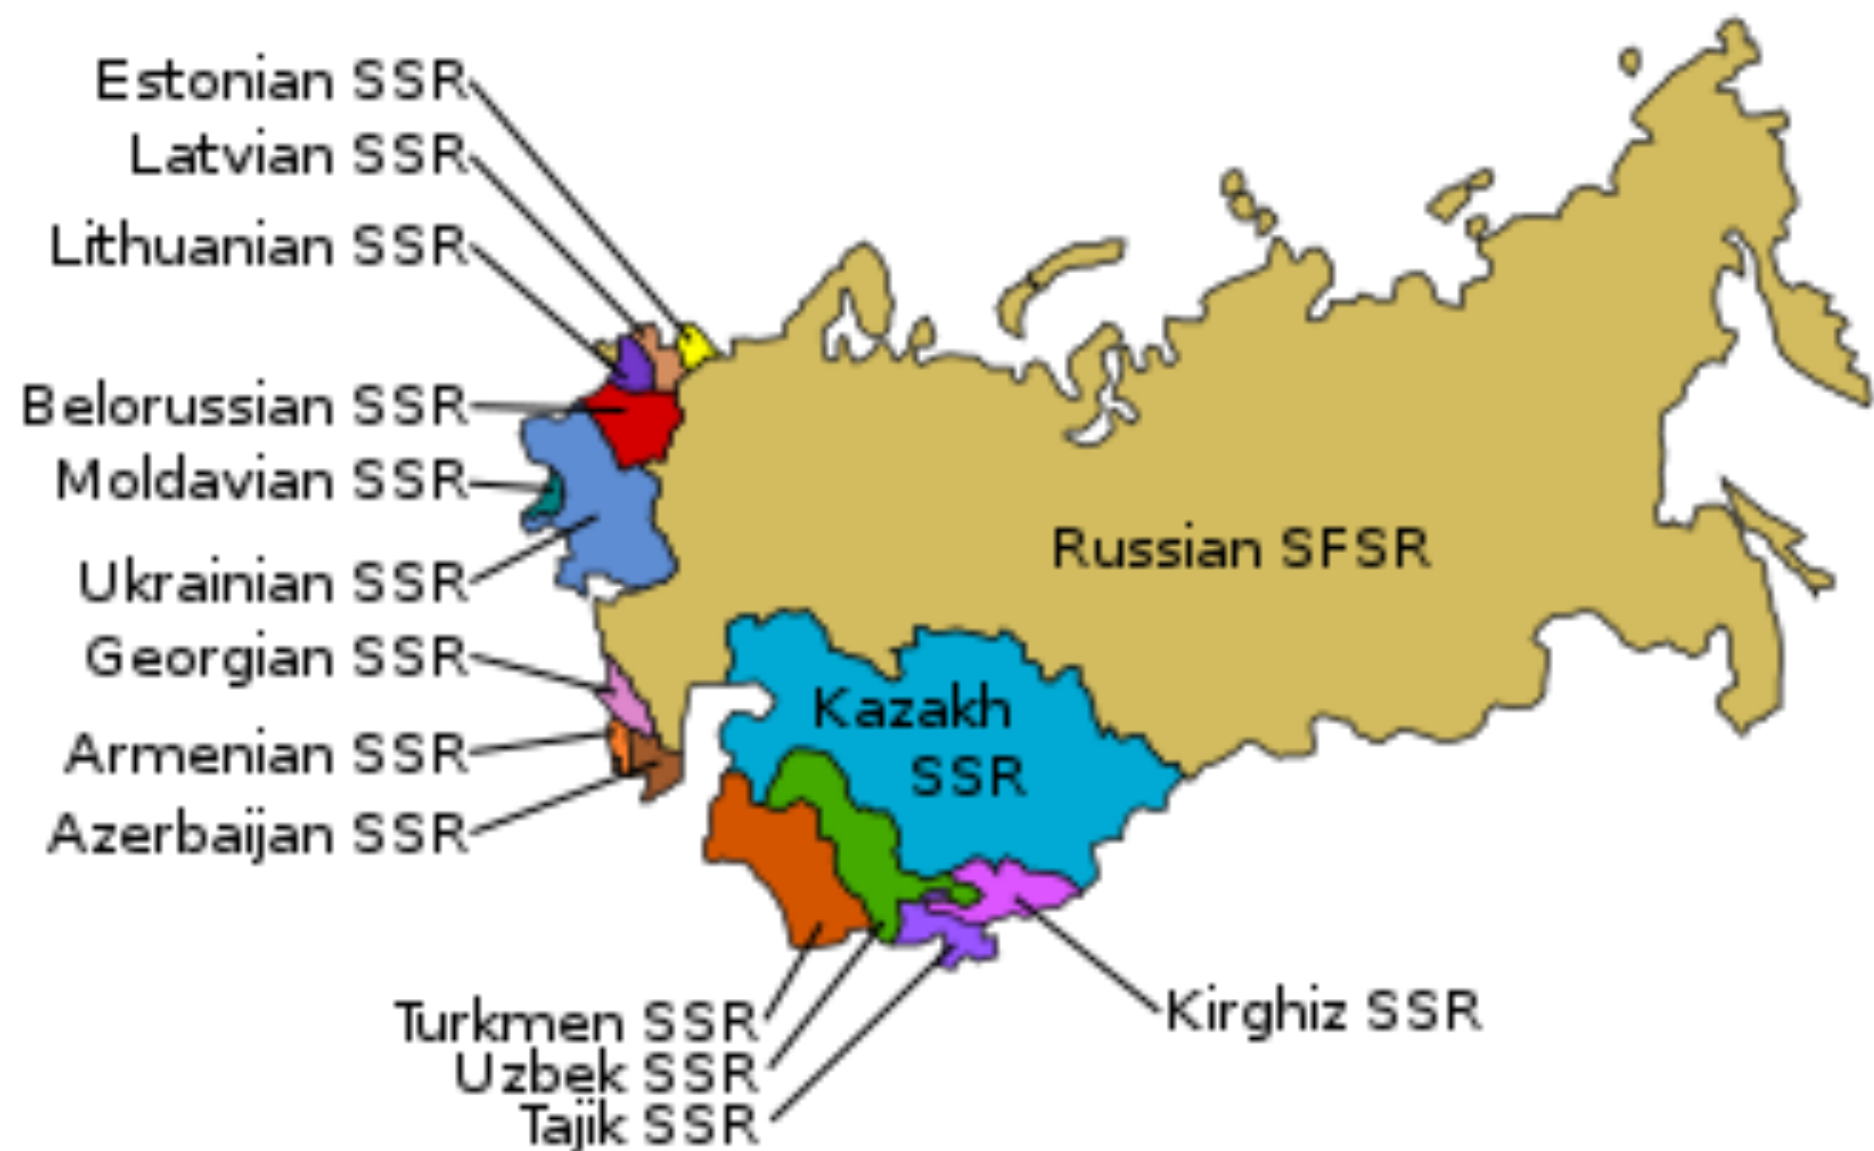 Estonian SSR
Latvian SSR
Lithuanian SSR
Belorussian SSR
Moldavian SSR
Ukrainian SSR
Russian SFSR
Georgian SSR
Kazakh
SSR
Armenian SSR
Azerbaijan SSR
Turkmen SSR
Kirghiz SSR
Uzbek SSR
Tajik SSR